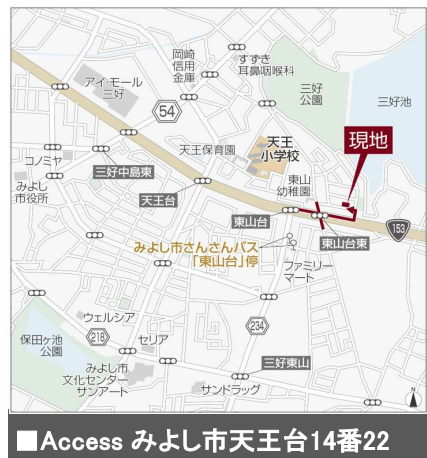 岡崎
信用
金庫
すずき
耳鼻咽喉科
アイ・モール
三好
54
三好
公園
三好池
天王
小学校
現地
天王保育園
コノミヤ
三好中島東
東山
幼稚園
みよし
市役所
天王台
東山台
東山台東
153
みよし市さんさんバス
「東山台」停
ファミリー
マート
ウェルシア
218
セリア
234
保田ヶ池
公園
みよし市
文化センター
サンアート
三好東山
サンドラッグ
N
■Access みよし市天王台14番22